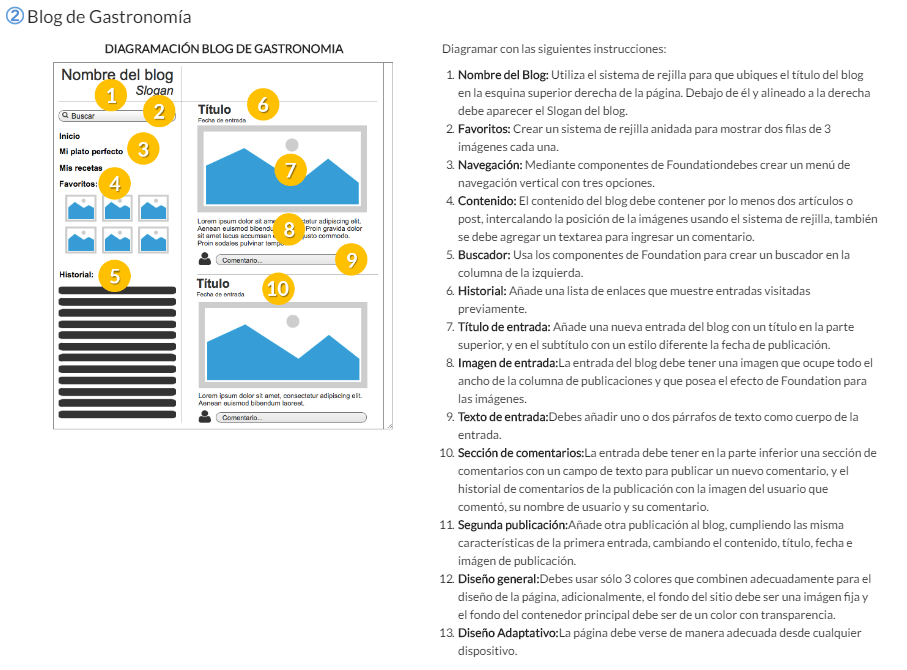 2 Blog de Gastronomía
DIAGRAMACIÓN BLOG DE GASTRONOMIA
Nombre del blog
1
Slogan
Buscar
2
Inicio
Mi plato perfecto
3
Mis recetas
Favoritos:
4
Historial:
5
Título
6
Fecha de entrada
7
Lorem ipsum dolor sit ame
tetur adipiscing elit.
Aenean euismod bibendu
Proin gravida dolor
sit amet lacus accumsan
usto commodo.
Proin sodales pulvinar temp
8
Comentario...
9
Título
10
Fecha de entrada
Lorem ipsum dolor sit amet, consectetur adipiscing elit.
Aenean euismod bibendum laoreet.
Comentario...
Diagramar con las siguientes instrucciones:
1. Nombre del Blog: Utiliza el sistema de rejilla para que ubiques el título del blog
en la esquina superior derecha de la página. Debajo de él y alineado a la derecha
debe aparecer el Slogan del blog.
2. Favoritos: Crear un sistema de rejilla anidada para mostrar dos filas de 3
imágenes cada una.
3. Navegación: Mediante componentes de Foundationdebes crear un menú de
navegación vertical con tres opciones.
4. Contenido: El contenido del blog debe contener por lo menos dos artículos o
post, intercalando la posición de la imágenes usando el sistema de rejilla, también
se debe agregar un textarea para ingresar un comentario.
5. Buscador: Usa los componentes de Foundation para crear un buscador en la
columna de la izquierda.
6. Historial: Añade una lista de enlaces que muestre entradas visitadas
previamente.
7. Título de entrada: Añade una nueva entrada del blog con un título en la parte
superior, y en el subtítulo con un estilo diferente la fecha de publicación.
8. Imagen de entrada:La entrada del blog debe tener una imagen que ocupe todo el
ancho de la columna de publicaciones y que posea el efecto de Foundation para
las imágenes.
9. Texto de entrada:Debes añadir uno o dos párrafos de texto como cuerpo de la
entrada.
10. Sección de comentarios:La entrada debe tener en la parte inferior una sección de
comentarios con un campo de texto para publicar un nuevo comentario, y el
historial de comentarios de la publicación con la imagen del usuario que
comentó, su nombre de usuario y su comentario.
11. Segunda publicación:Añade otra publicación al blog, cumpliendo las misma
características de la primera entrada, cambiando el contenido, título, fecha e
imágen de publicación.
12. Diseño general:Debes usar sólo 3 colores que combinen adecuadamente para el
diseño de la página, adicionalmente, el fondo del sitio debe ser una imágen fija y
el fondo del contenedor principal debe ser de un color con transparencia.
13. Diseño Adaptativo:La página debe verse de manera adecuada desde cualquier
dispositivo.